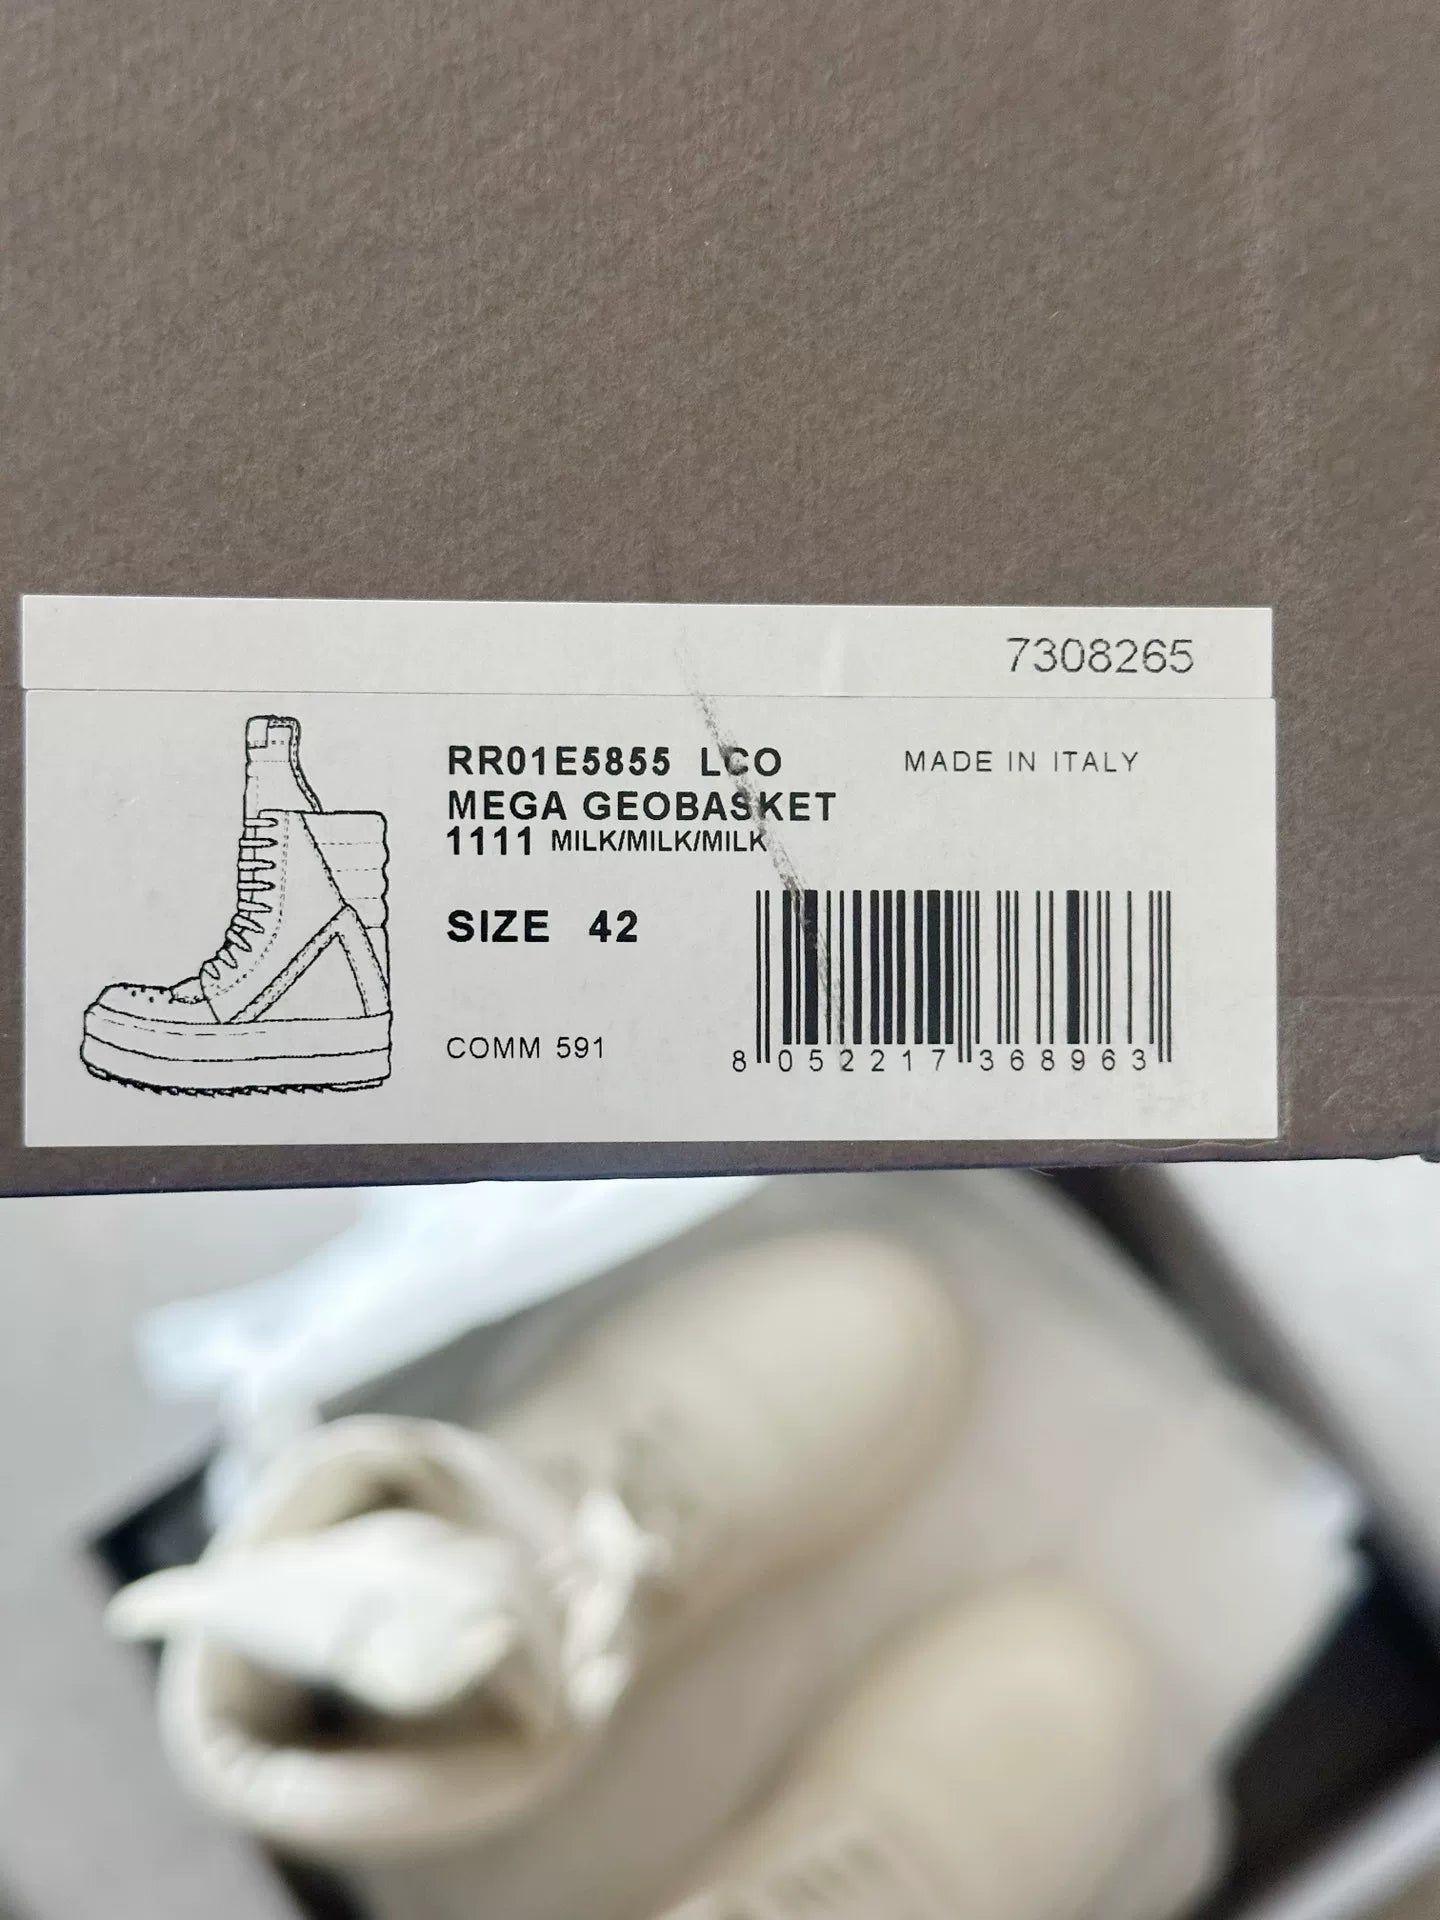 7308265
RR01E5855 LCO
MADE IN ITALY
MEGA GEOBASKET
1111 MILK/MILK/MILK
SIZE 42
COMM 591
8 052217 368963